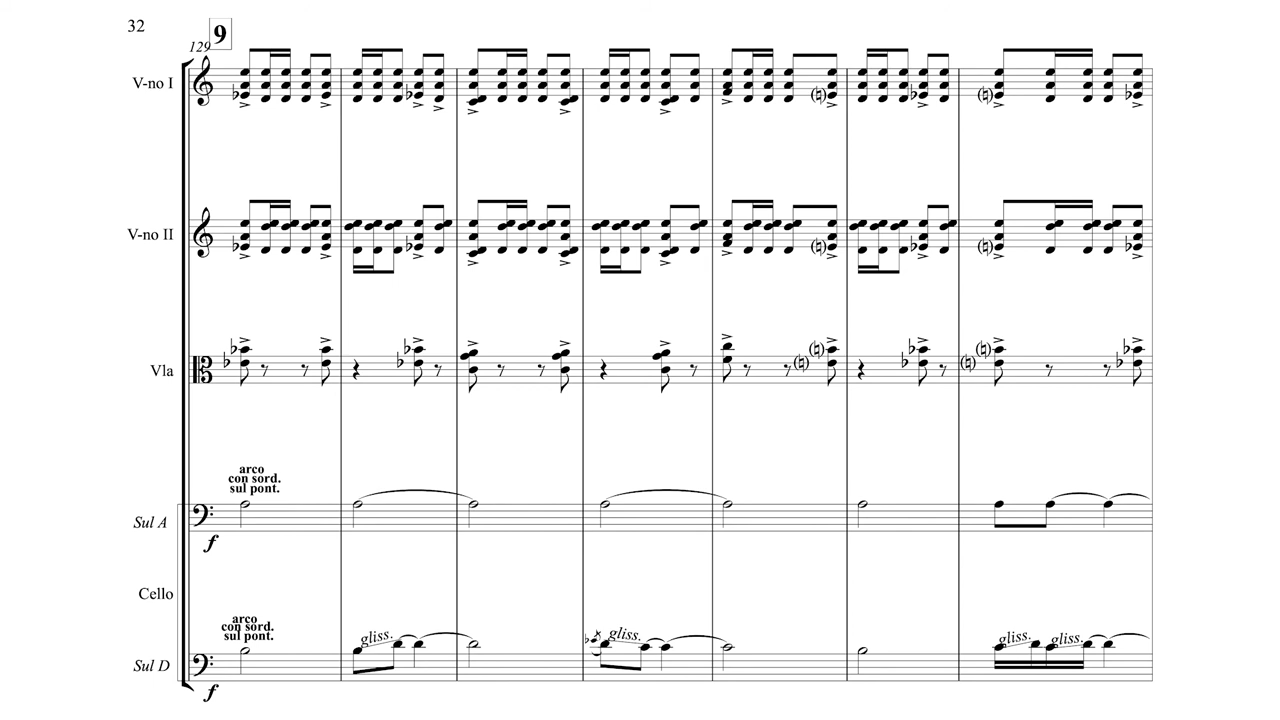 32
129 9
V-no I
V-no II
Vla
arco
con sord.
sul pont.
Sul A
f
Cello
arco
con sord.
sul pont.
gliss.
gliss.
gliss.
gliss.
Sul D
f